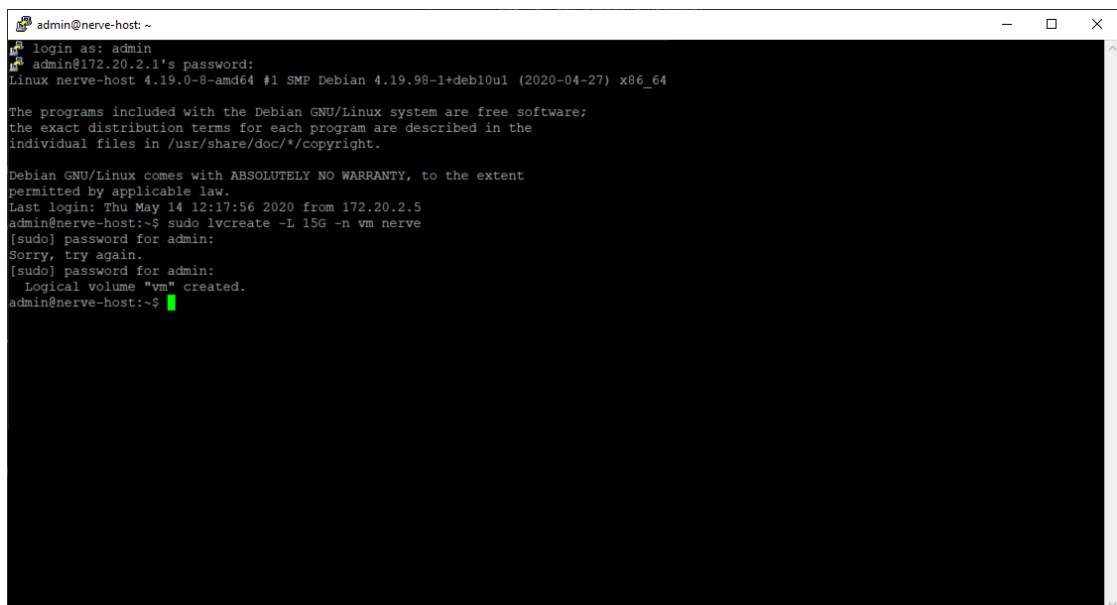 admin@nerve-host: ~
login as: admin
admin@172.20.2.1's password:
Linux nerve-host 4.19.0-8-amd64 #1 SMP Debian 4.19.98-1+deb10u1 (2020-04-27) x86_64
The programs included with the Debian GNU/Linux system are free software;
the exact distribution terms for each program are described in the
individual files in /usr/share/doc/*/copyright.
Debian GNU/Linux comes with ABSOLUTELY NO WARRANTY, to the extent
permitted by applicable law.
Last login: Thu May 14 12:17:56 2020 from 172.20.2.5
admin@nerve-host:~$ sudo lvcreate -L 15G -n vm nerve
[sudo] password for admin:
Sorry, try again.
[sudo] password for admin:
Logical volume "vm" created.
admin@nerve-host:~$